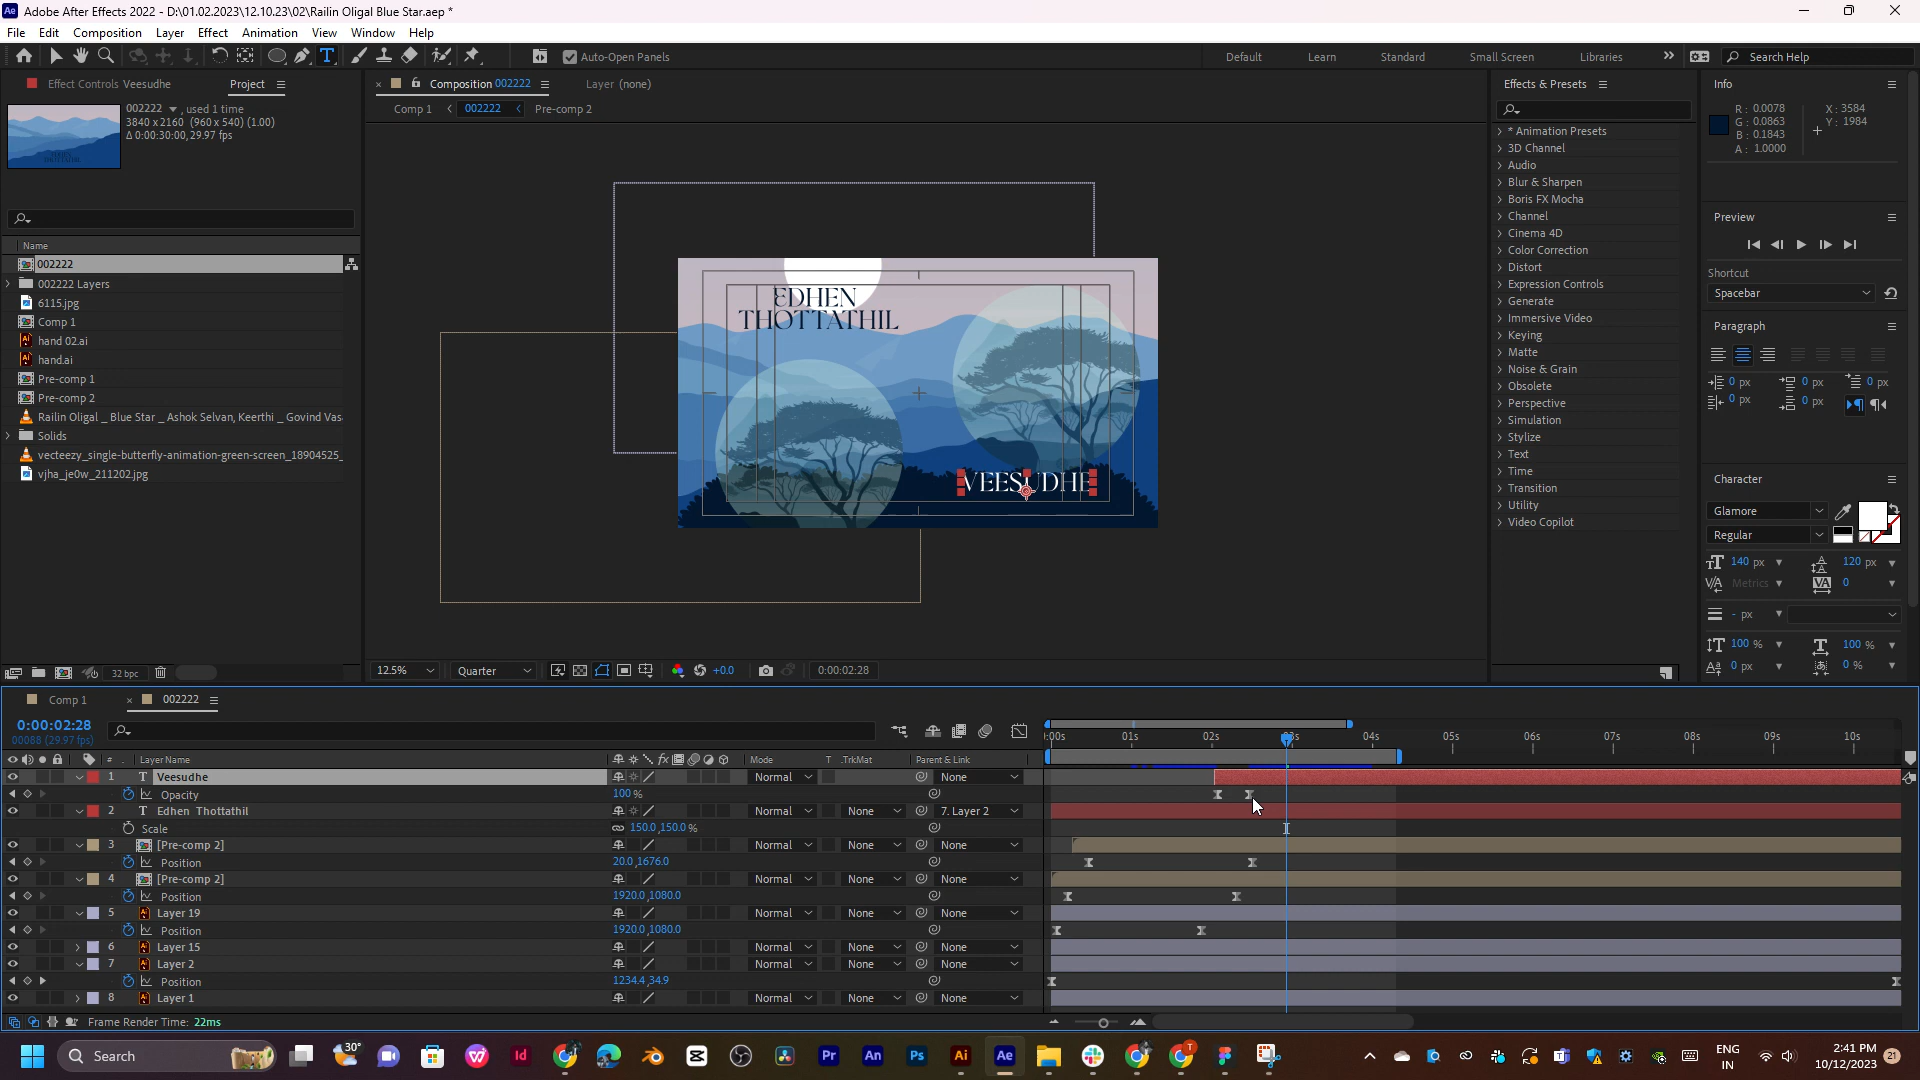 Adobe After Effects 2022 - D:\01.02.2023\12.10.23\02\Railin Oligal Blue Star.aep *
File Edit Composition Layer Effect Animation View Window Help
Auto-Open Panels
Default Learn Standard Small Screen Libraries Search Help
Effect Controls Veesudhe Project
002222 , used 1 time
3840 x 2160 (960 x 540) (1.00)
Δ 0:00:30:00, 29.97 fps
Name
002222
002222 Layers
6115.jpg
Comp 1
hand 02.ai
hand.ai
Pre-comp 1
Pre-comp 2
Railin Oligal _ Blue Star _ Ashok Selvan, Keerthi _ Govind Vas
Solids
vecteezy_single-butterfly-animation-green-screen_18904525_
vjha_je0w_211202.jpg
32 bpc
Composition 002222 Layer (none)
Comp 1 002222 Pre-comp 2
EDHEN
THOTTATHIL
VEESUDHE
12.5% Quarter +0.0 0:00:02:28
Effects & Presets
* Animation Presets
3D Channel
Audio
Blur & Sharpen
Boris FX Mocha
Channel
Cinema 4D
Color Correction
Distort
Expression Controls
Generate
Immersive Video
Keying
Matte
Noise & Grain
Obsolete
Perspective
Simulation
Stylize
Text
Time
Transition
Utility
Video Copilot
Info
R: 0.0078 X: 3584
G: 0.0863 Y: 1984
B: 0.1843
A: 1.0000
Preview
Shortcut
Spacebar
Paragraph
0 px 0 px 0 px
0 px 0 px
Character
Glamore
Regular
140 px 120 px
Metrics 0
- px
100 % 100 %
0 px 0 %
Comp 1 002222
0:00:02:28
00088 (29.97 fps)
:00s 01s 02s 03s 04s 05s 06s 07s 08s 09s 10s
# Layer Name Mode T .TrkMat Parent & Link
1 T Veesudhe Normal None
Opacity 100 %
2 T Edhen Thottathil Normal None 7. Layer 2
Scale 150.0,150.0 %
3 [Pre-comp 2] Normal None None
Position 20.0,1676.0
4 [Pre-comp 2] Normal None None
Position 1920.0,1080.0
5 Layer 19 Normal None None
Position 1920.0,1080.0
6 Layer 15 Normal None None
7 Layer 2 Normal None None
Position 1234.4,34.9
8 Layer 1 Normal None None
Frame Render Time: 22ms
Search 30° ENG IN 2:41 PM 10/12/2023 21